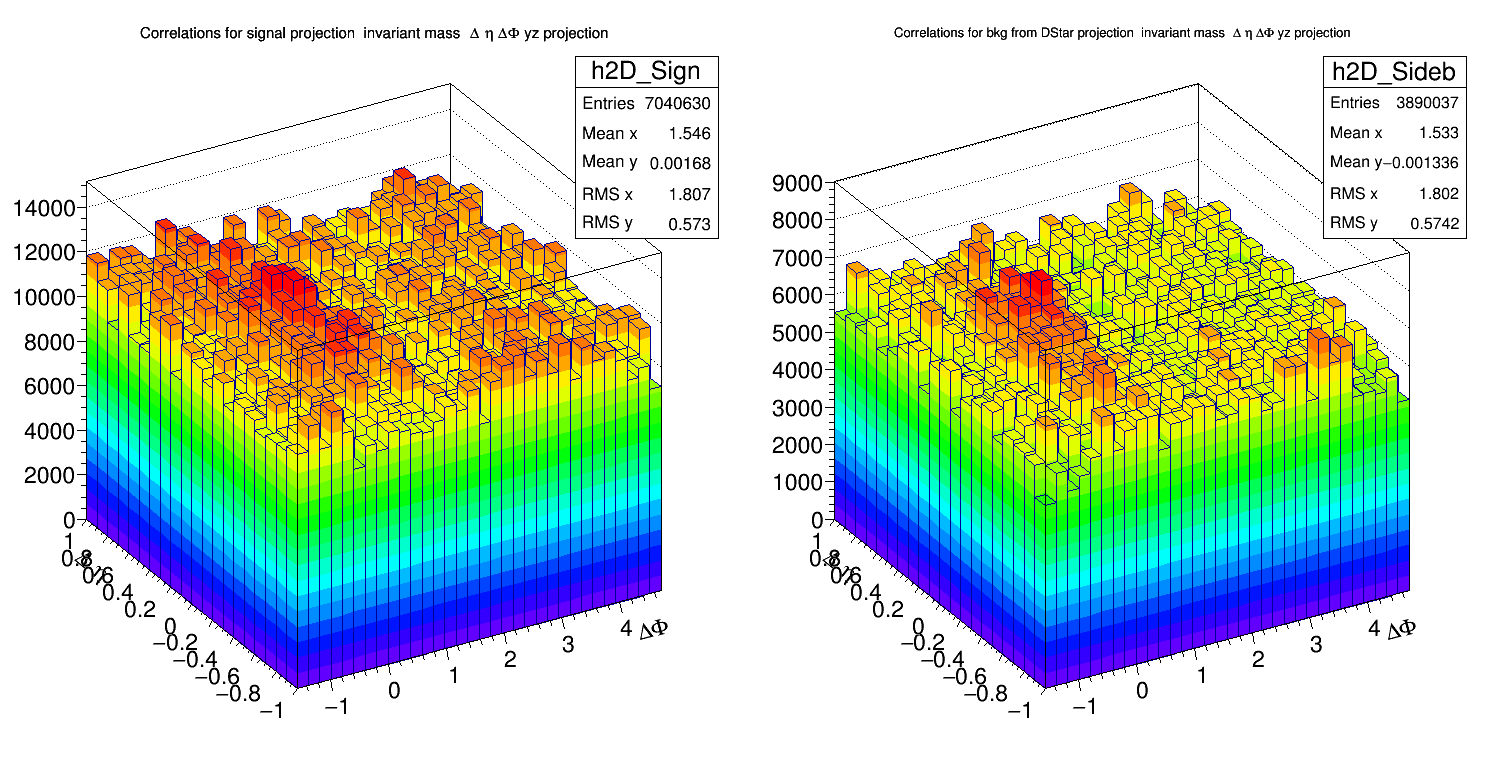 Correlations for signal projection invariant mass Δ η ΔΦ yz projection
h2D_Sign
Entries 7040630
Mean x 1.546
Mean y 0.00168
RMS x 1.807
RMS y 0.573
14000
12000
10000
8000
6000
4000
2000
0
1
0.8
Δ η
0.6
0.4
0.2
0
−0.2
−0.4
−0.6
−0.8
−1
−1
0
1
2
3
4
ΔΦ
Correlations for bkg from DStar projection invariant mass Δ η ΔΦ yz projection
h2D_Sideb
Entries 3890037
Mean x 1.533
Mean y−0.001336
RMS x 1.802
RMS y 0.5742
9000
8000
7000
6000
5000
4000
3000
2000
1000
0
1
0.8
Δ η
0.6
0.4
0.2
0
−0.2
−0.4
−0.6
−0.8
−1
−1
0
1
2
3
4
ΔΦ